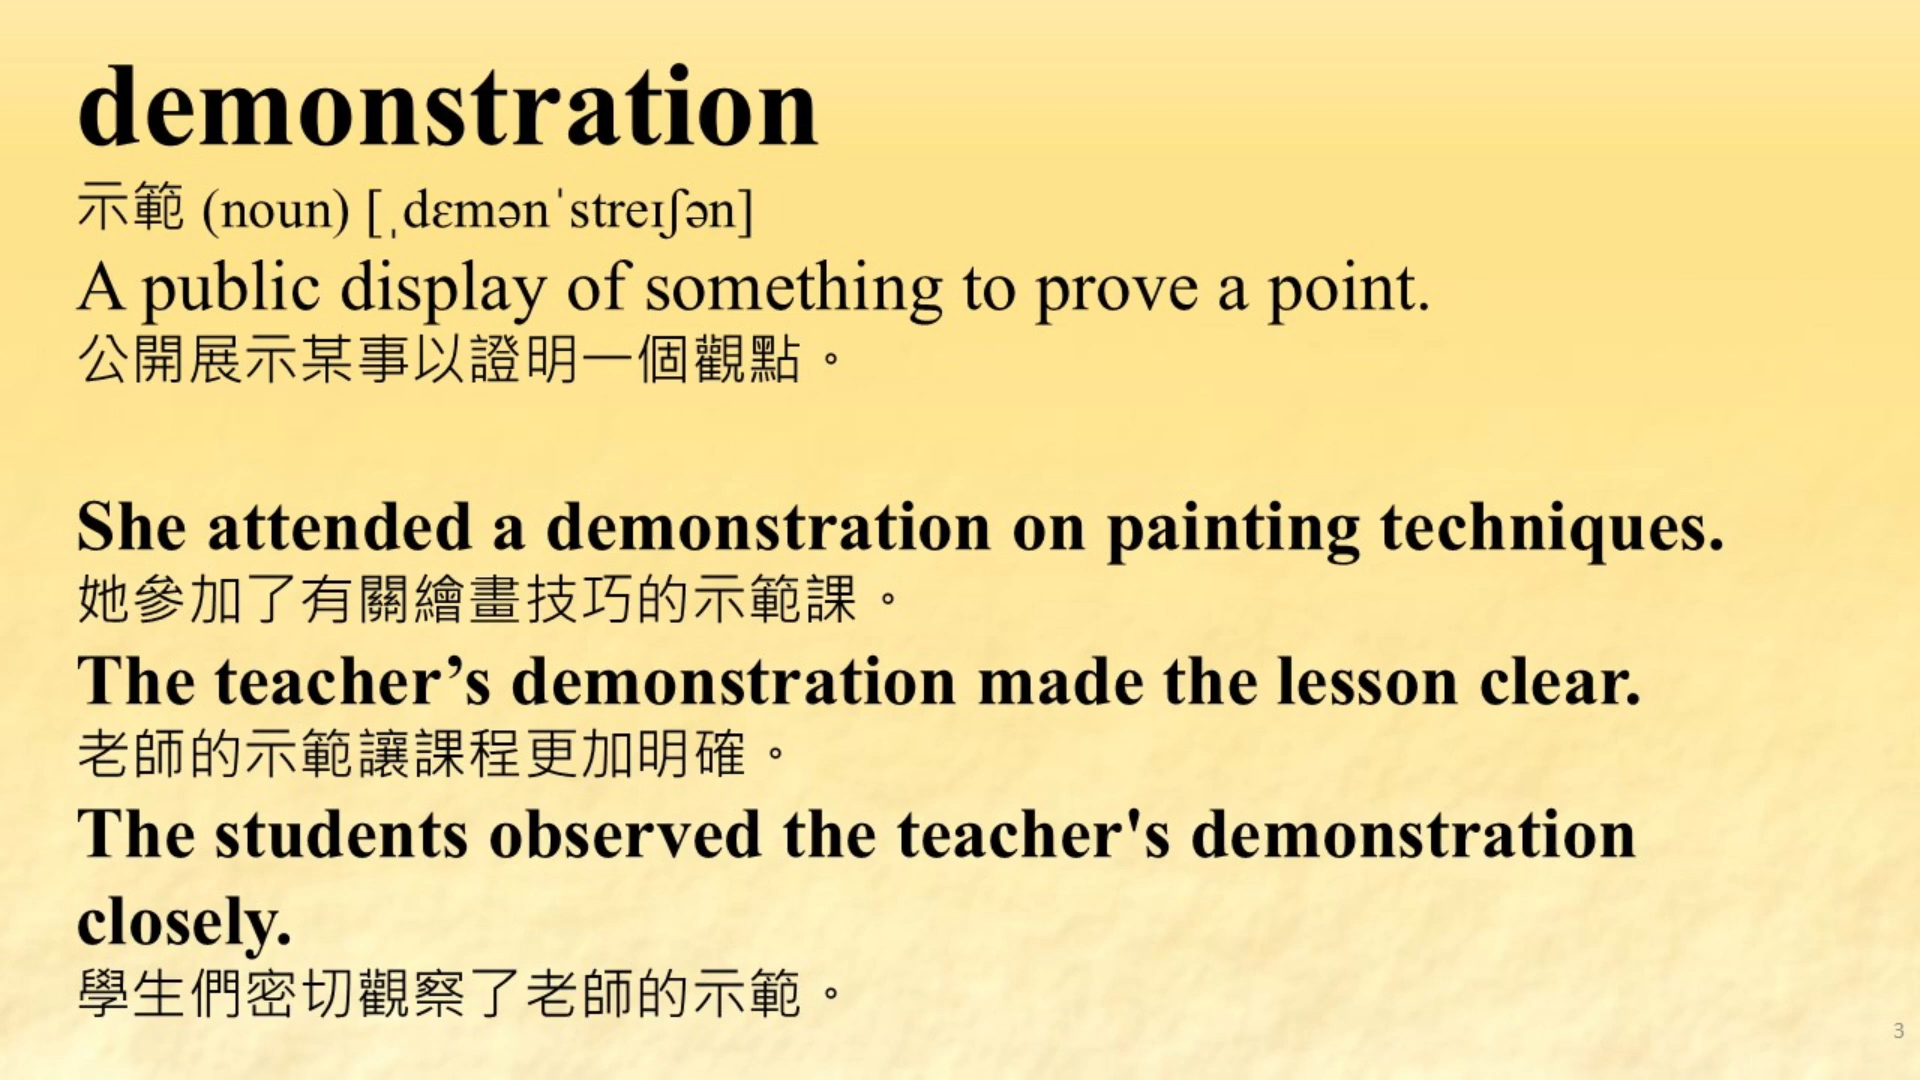 demonstration
示範 (noun) [ˌdɛmənˈstreɪʃən]
A public display of something to prove a point.
公開展示某事以證明一個觀點。
She attended a demonstration on painting techniques.
她參加了有關繪畫技巧的示範課。
The teacher’s demonstration made the lesson clear.
老師的示範讓課程更加明確。
The students observed the teacher's demonstration
closely.
學生們密切觀察了老師的示範。
3